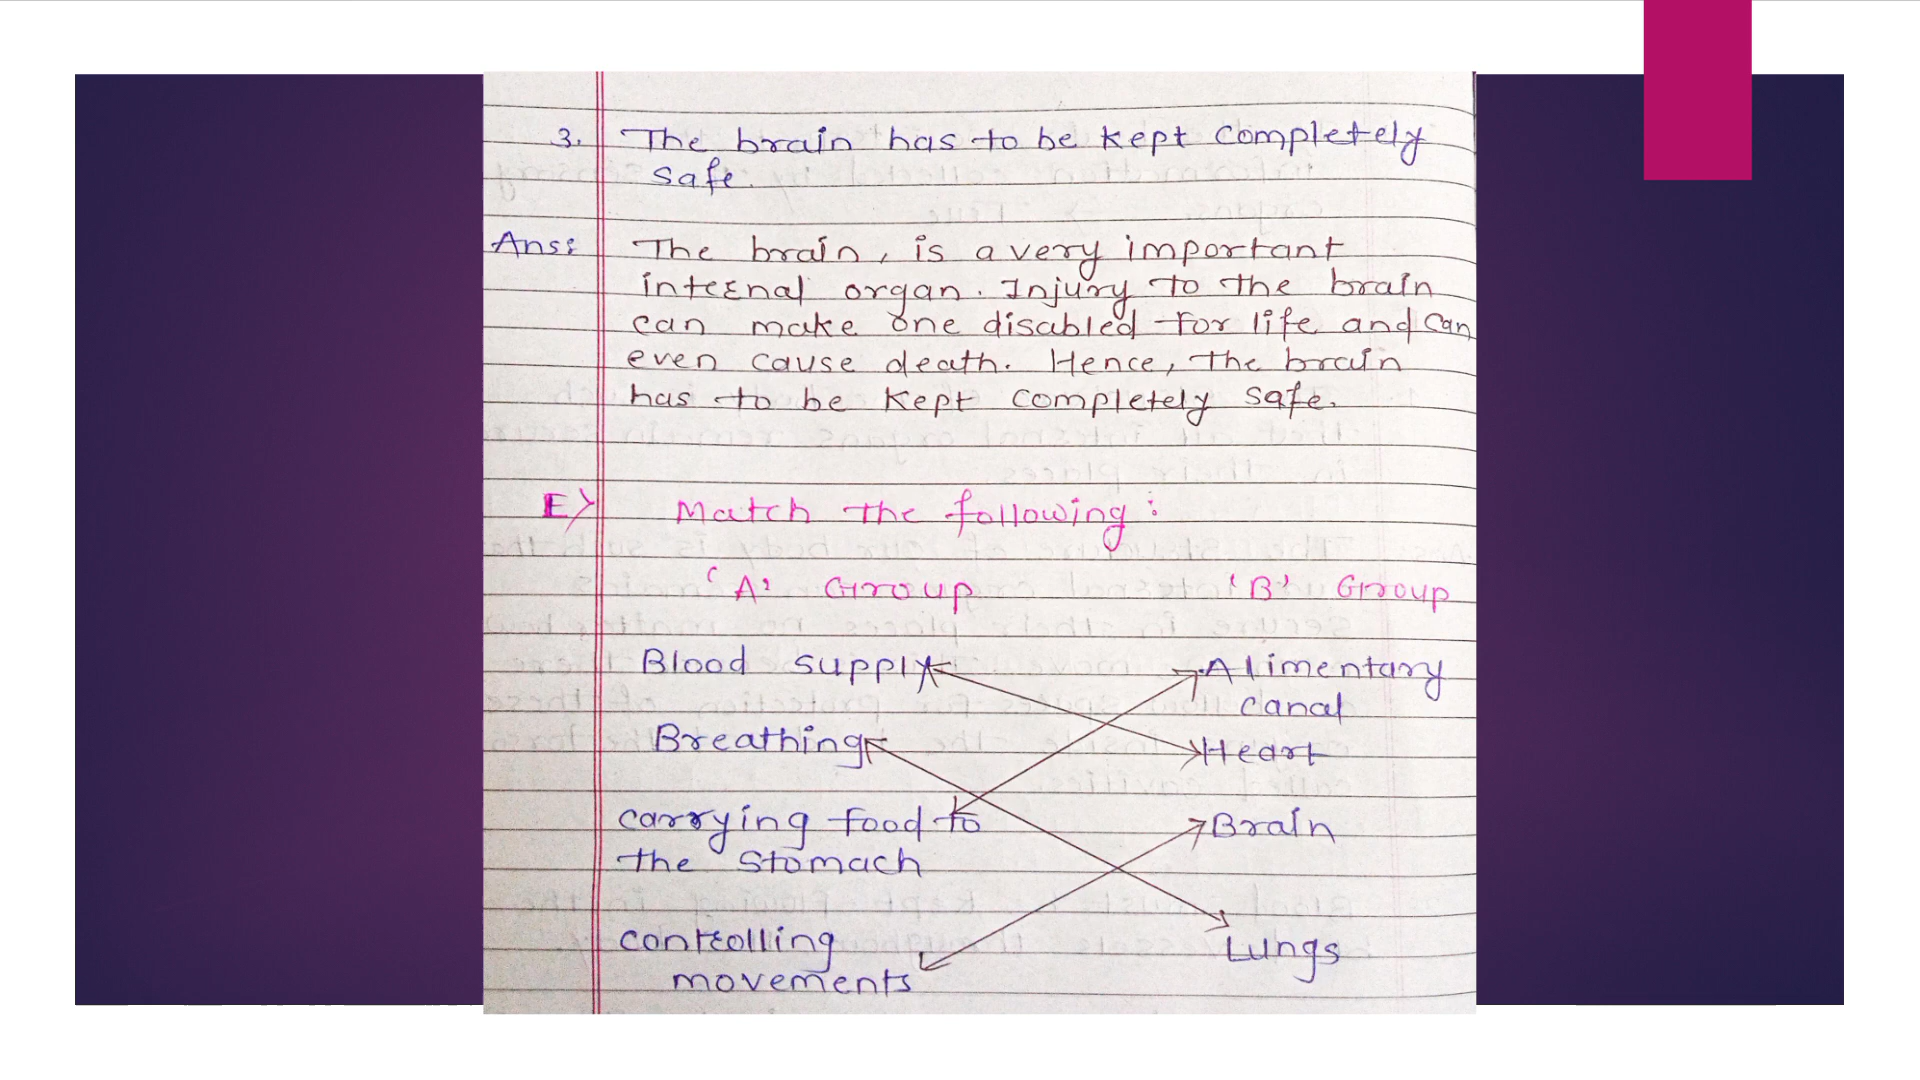 3. The brain has to be kept completely
safe.
Ans: The brain, is a very important
internal organ. Injury to the brain
can make one disabled for life and can
even cause death. Hence, the brain
has to be kept completely safe.
E) Match the following:
'A' Group 'B' Group
Blood supply Alimentary
canal
Breathing Heart
carrying food to Brain
the stomach
controlling Lungs
movements